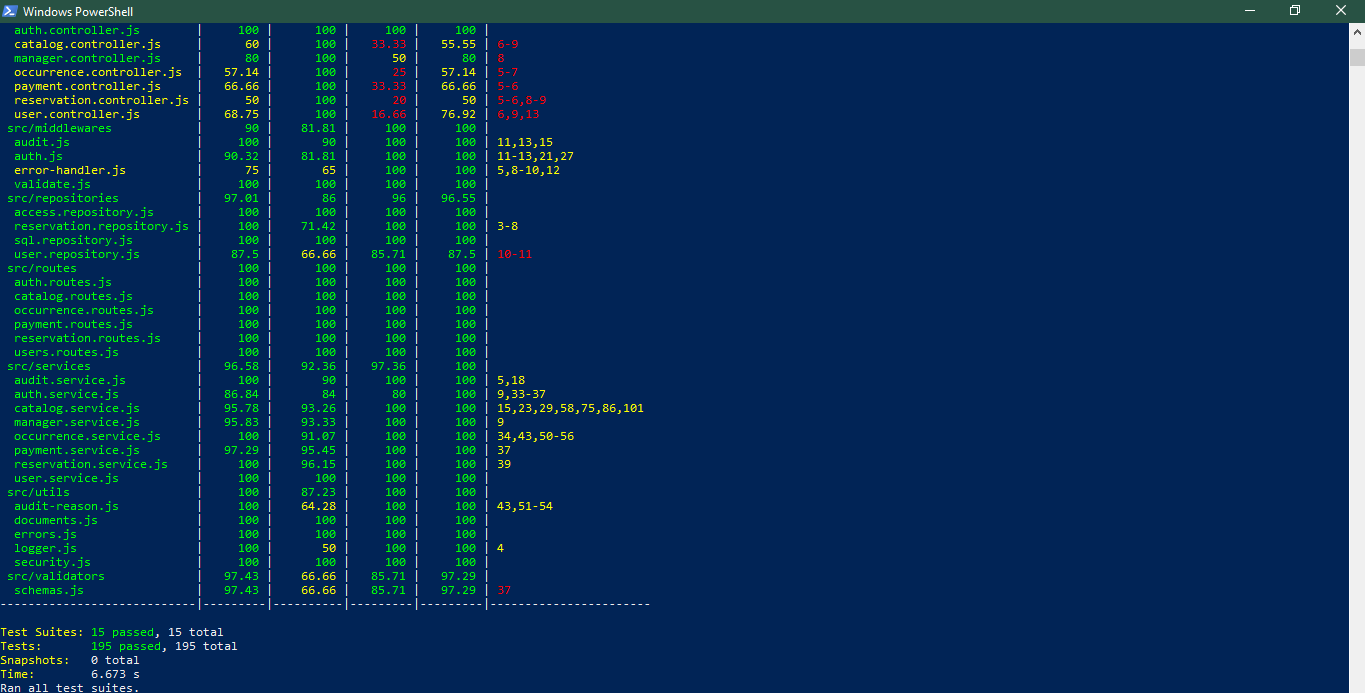 Windows PowerShell
auth.controller.js | 100 | 100 | 100 | 100 |
catalog.controller.js | 60 | 100 | 33.33 | 55.55 | 6-9
manager.controller.js | 80 | 100 | 50 | 80 | 8
occurrence.controller.js | 57.14 | 100 | 25 | 57.14 | 5-7
payment.controller.js | 66.66 | 100 | 33.33 | 66.66 | 5-6
reservation.controller.js | 50 | 100 | 20 | 50 | 5-6,8-9
user.controller.js | 68.75 | 100 | 16.66 | 76.92 | 6,9,13
src/middlewares | 90 | 81.81 | 100 | 100 |
audit.js | 100 | 90 | 100 | 100 | 11,13,15
auth.js | 90.32 | 81.81 | 100 | 100 | 11-13,21,27
error-handler.js | 75 | 65 | 100 | 100 | 5,8-10,12
validate.js | 100 | 100 | 100 | 100 |
src/repositories | 97.01 | 86 | 96 | 96.55 |
access.repository.js | 100 | 100 | 100 | 100 |
reservation.repository.js | 100 | 71.42 | 100 | 100 | 3-8
sql.repository.js | 100 | 100 | 100 | 100 |
user.repository.js | 87.5 | 66.66 | 85.71 | 87.5 | 10-11
src/routes | 100 | 100 | 100 | 100 |
auth.routes.js | 100 | 100 | 100 | 100 |
catalog.routes.js | 100 | 100 | 100 | 100 |
occurrence.routes.js | 100 | 100 | 100 | 100 |
payment.routes.js | 100 | 100 | 100 | 100 |
reservation.routes.js | 100 | 100 | 100 | 100 |
users.routes.js | 100 | 100 | 100 | 100 |
src/services | 96.58 | 92.36 | 97.36 | 100 |
audit.service.js | 100 | 90 | 100 | 100 | 5,18
auth.service.js | 86.84 | 84 | 80 | 100 | 9,33-37
catalog.service.js | 95.78 | 93.26 | 100 | 100 | 15,23,29,58,75,86,101
manager.service.js | 95.83 | 93.33 | 100 | 100 | 9
occurrence.service.js | 100 | 91.07 | 100 | 100 | 34,43,50-56
payment.service.js | 97.29 | 95.45 | 100 | 100 | 37
reservation.service.js | 100 | 96.15 | 100 | 100 | 39
user.service.js | 100 | 100 | 100 | 100 |
src/utils | 100 | 87.23 | 100 | 100 |
audit-reason.js | 100 | 64.28 | 100 | 100 | 43,51-54
documents.js | 100 | 100 | 100 | 100 |
errors.js | 100 | 100 | 100 | 100 |
logger.js | 100 | 50 | 100 | 100 | 4
security.js | 100 | 100 | 100 | 100 |
src/validators | 97.43 | 66.66 | 85.71 | 97.29 |
schemas.js | 97.43 | 66.66 | 85.71 | 97.29 | 37
----------------------------|---------|----------|---------|---------|-----------------------
Test Suites: 15 passed, 15 total
Tests: 195 passed, 195 total
Snapshots: 0 total
Time: 6.673 s
Ran all test suites.